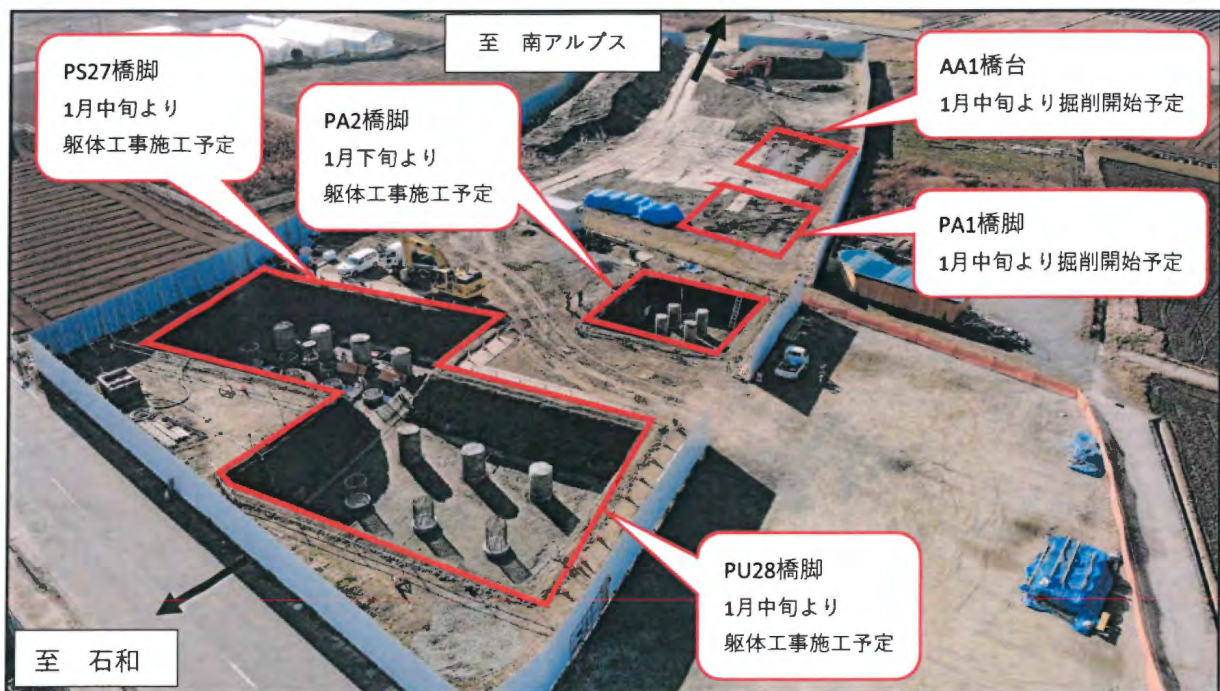 至 南アルプス
PS27橋脚
1月中旬より
躯体工事施工予定
PA2橋脚
1月下旬より
躯体工事施工予定
AA1橋台
1月中旬より掘削開始予定
PA1橋脚
1月中旬より掘削開始予定
PU28橋脚
1月中旬より
躯体工事施工予定
至 石和